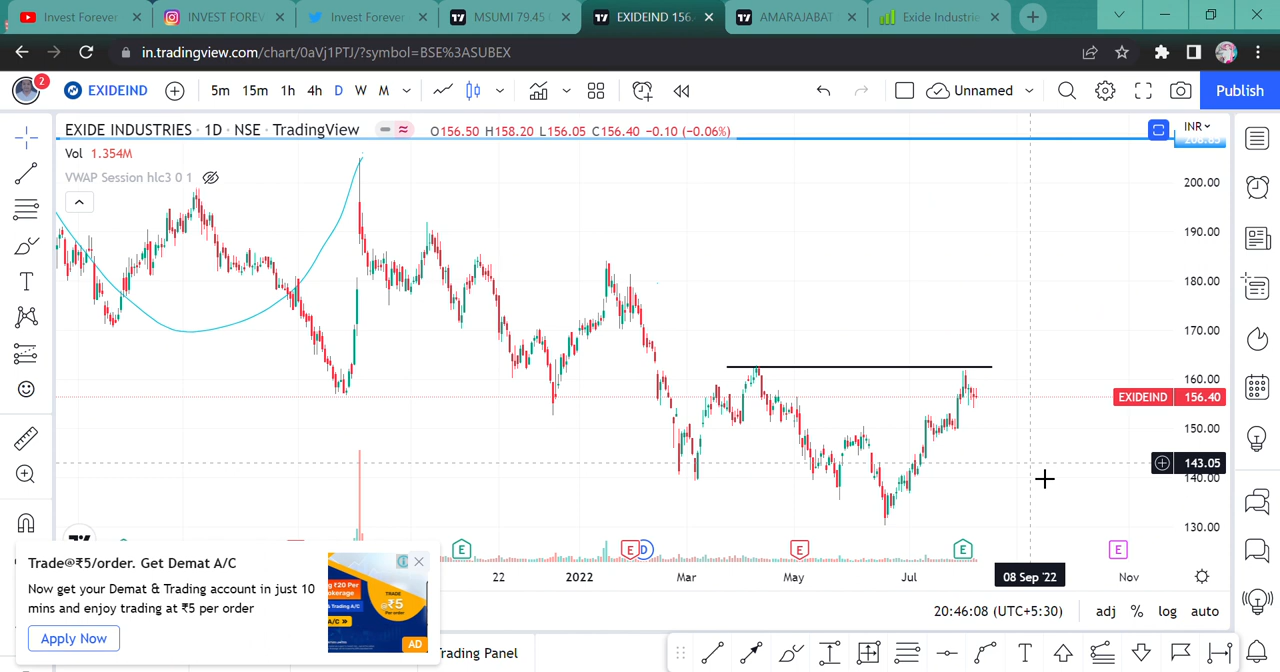 Invest Forever
INVEST FOREV
Invest Forever
MSUMI 79.45
EXIDEIND 156.
AMARAJABAT
Exide Industrie
in.tradingview.com/chart/0aVj1PTJ/?symbol=BSE%3ASUBEX
2
EXIDEIND
5m 15m 1h 4h D W M
Unnamed
Publish
EXIDE INDUSTRIES · 1D · NSE · TradingView
O156.50 H158.20 L156.05 C156.40 -0.10 (-0.06%)
INR
Vol 1.354M
VWAP Session hlc3 0 1
200.00
190.00
180.00
170.00
160.00
EXIDEIND 156.40
150.00
143.05
140.00
130.00
E
E
D
E
E
E
22
2022
Mar
May
Jul
08 Sep '22
Nov
20:46:08 (UTC+5:30)
adj % log auto
Trade@₹5/order. Get Demat A/C
Now get your Demat & Trading account in just 10
mins and enjoy trading at ₹5 per order
Apply Now
TRADE
@₹5
AD
rading Panel